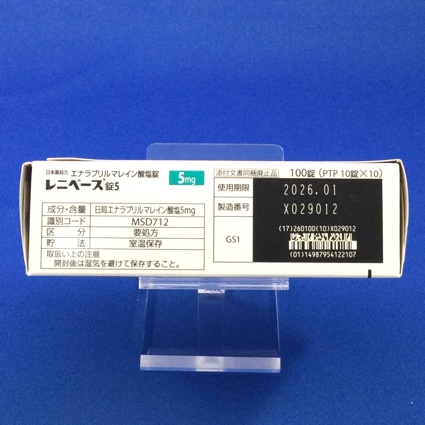 日本薬局方 エナラプリルマレイン酸塩錠
レニベース®錠5
5mg
成分・含量 日局エナラプリルマレイン酸塩5mg
識別コード MSD712
区分 要処方
貯法 室温保存
取扱い上の注意
開封後は湿気を避けて保存すること。
添付文書同梱廃止品 100錠(PTP 10錠×10)
使用期限 2026.01
製造番号 X029012
GS1
(17)260100(10)X029012
(01)14987954122107